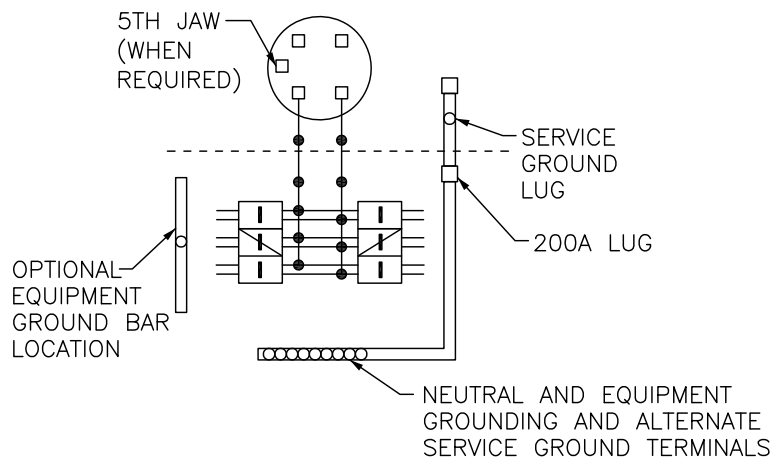 5TH JAW
(WHEN
REQUIRED)
SERVICE
GROUND
LUG
200A LUG
OPTIONAL
EQUIPMENT
GROUND BAR
LOCATION
NEUTRAL AND EQUIPMENT
GROUNDING AND ALTERNATE
SERVICE GROUND TERMINALS